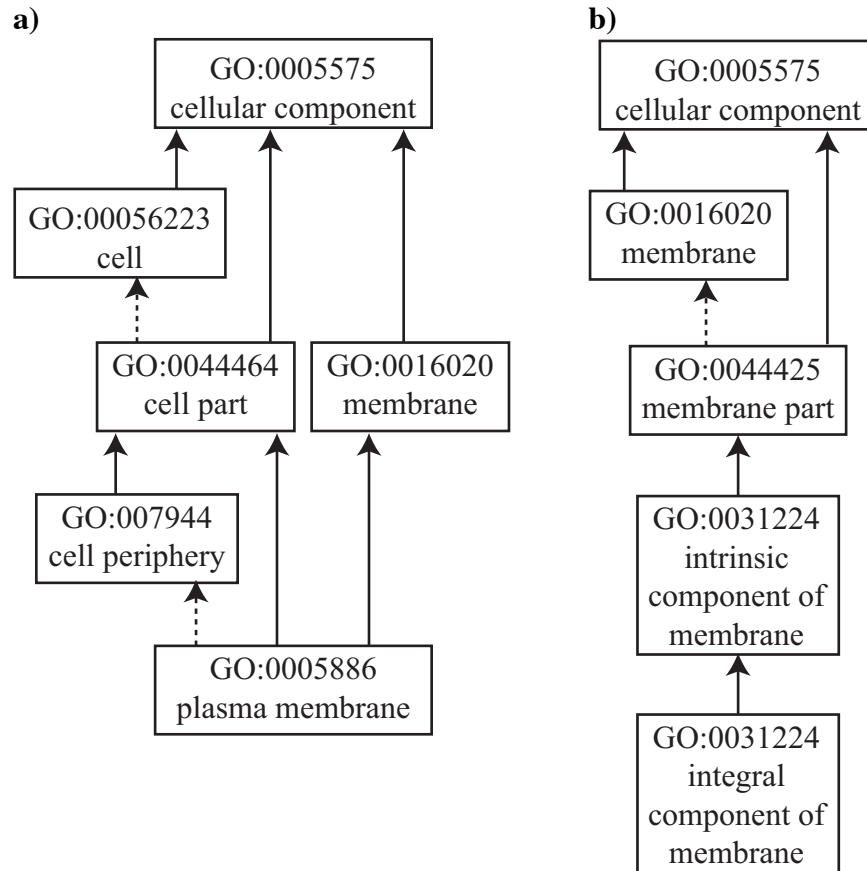 a)
GO:0005575
cellular component
GO:00056223
cell
GO:0044464
cell part
GO:0016020
membrane
GO:007944
cell periphery
GO:0005886
plasma membrane
b)
GO:0005575
cellular component
GO:0016020
membrane
GO:0044425
membrane part
GO:0031224
intrinsic
component of
membrane
GO:0031224
integral
component of
membrane